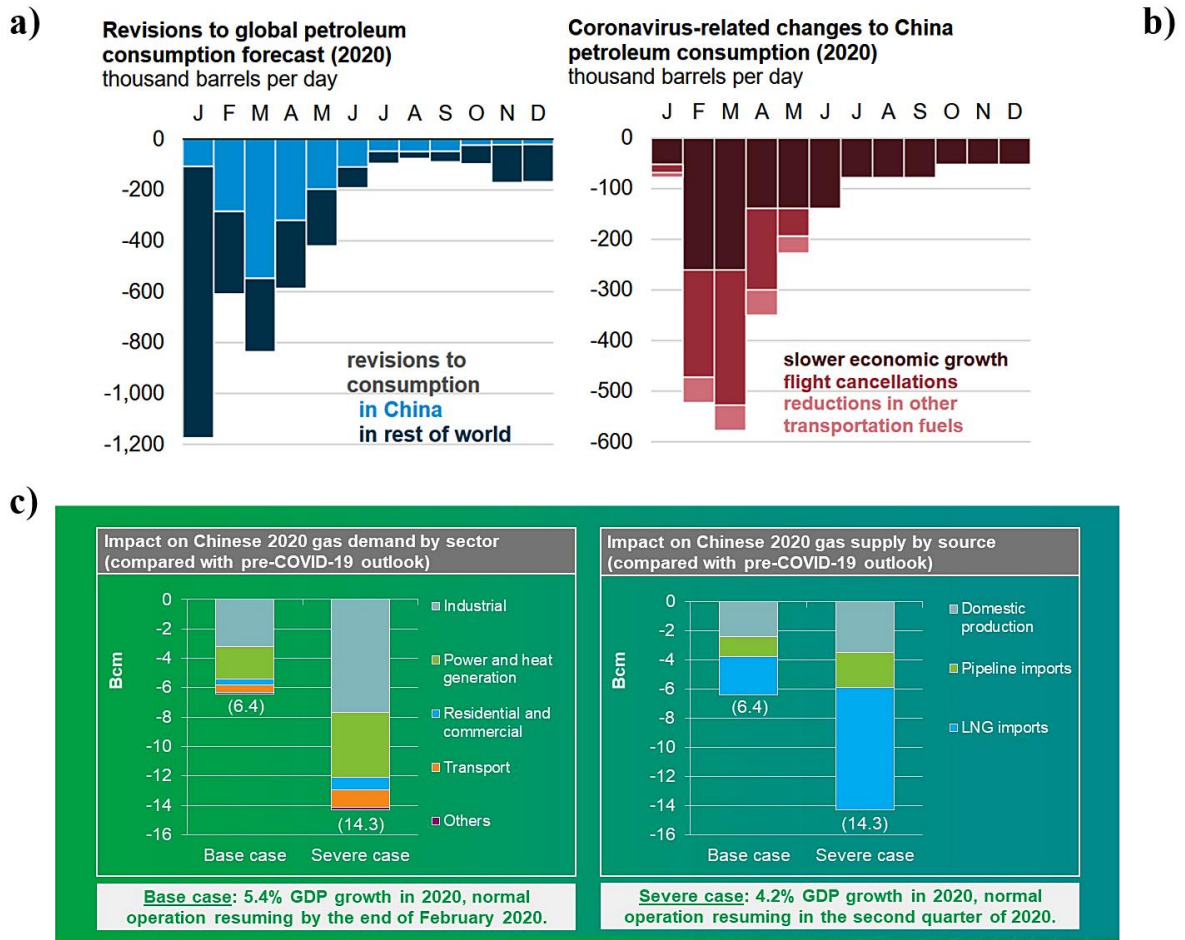 a)
Revisions to global petroleum
consumption forecast (2020)
thousand barrels per day
J F M A M J J A S O N D
0
-200
-400
-600
-800
-1,000
-1,200
revisions to
consumption
in China
in rest of world
b)
Coronavirus-related changes to China
petroleum consumption (2020)
thousand barrels per day
J F M A M J J A S O N D
0
-100
-200
-300
-400
-500
-600
slower economic growth
flight cancellations
reductions in other
transportation fuels
c)
Impact on Chinese 2020 gas demand by sector
(compared with pre-COVID-19 outlook)
Bcm
0
-2
-4
-6
-8
-10
-12
-14
-16
(6.4)
(14.3)
Base case Severe case
Industrial
Power and heat
generation
Residential and
commercial
Transport
Others
Base case: 5.4% GDP growth in 2020, normal
operation resuming by the end of February 2020.
Impact on Chinese 2020 gas supply by source
(compared with pre-COVID-19 outlook)
Bcm
0
-2
-4
-6
-8
-10
-12
-14
-16
(6.4)
(14.3)
Base case Severe case
Domestic
production
Pipeline imports
LNG imports
Severe case: 4.2% GDP growth in 2020, normal
operation resuming in the second quarter of 2020.